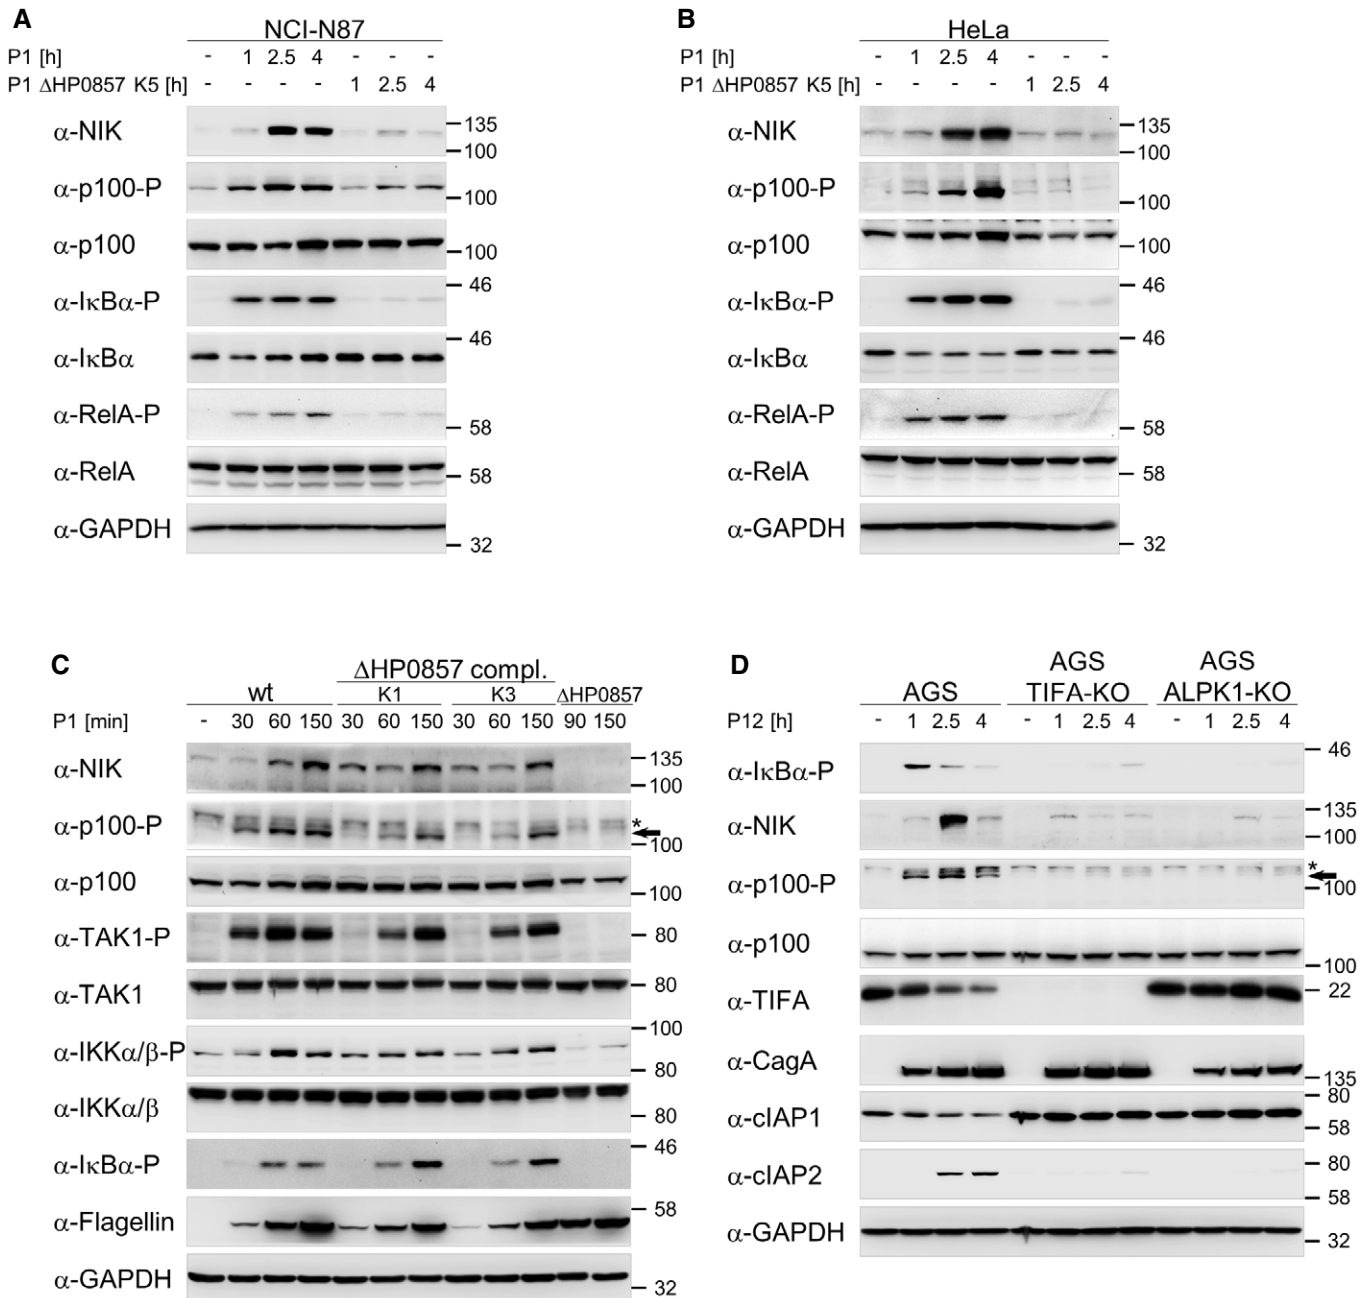 A
NCI-N87
P1 [h] - 1 2.5 4 - - -
P1 ΔHP0857 K5 [h] - - - - 1 2.5 4
α-NIK 135 100
α-p100-P 100
α-p100 100
α-IκBα-P 46
α-IκBα 46
α-RelA-P 58
α-RelA 58
α-GAPDH 32
B
HeLa
P1 [h] - 1 2.5 4 - - -
P1 ΔHP0857 K5 [h] - - - - 1 2.5 4
α-NIK 135 100
α-p100-P 100
α-p100 100
α-IκBα-P 46
α-IκBα 46
α-RelA-P 58
α-RelA 58
α-GAPDH 32
C
ΔHP0857 compl.
wt K1 K3 ΔHP0857
P1 [min] - 30 60 150 30 60 150 30 60 150 90 150
α-NIK 135 100
α-p100-P * 100
α-p100 100
α-TAK1-P 80
α-TAK1 80
α-IKKα/β-P 100 80
α-IKKα/β 80
α-IκBα-P 46
α-Flagellin 58
α-GAPDH 32
D
AGS AGS
AGS TIFA-KO ALPK1-KO
P12 [h] - 1 2.5 4 - 1 2.5 4 - 1 2.5 4
α-IκBα-P 46
α-NIK 135 100
α-p100-P * 100
α-p100 100
α-TIFA 22
α-CagA 135
α-cIAP1 80 58
α-cIAP2 80 58
α-GAPDH 32